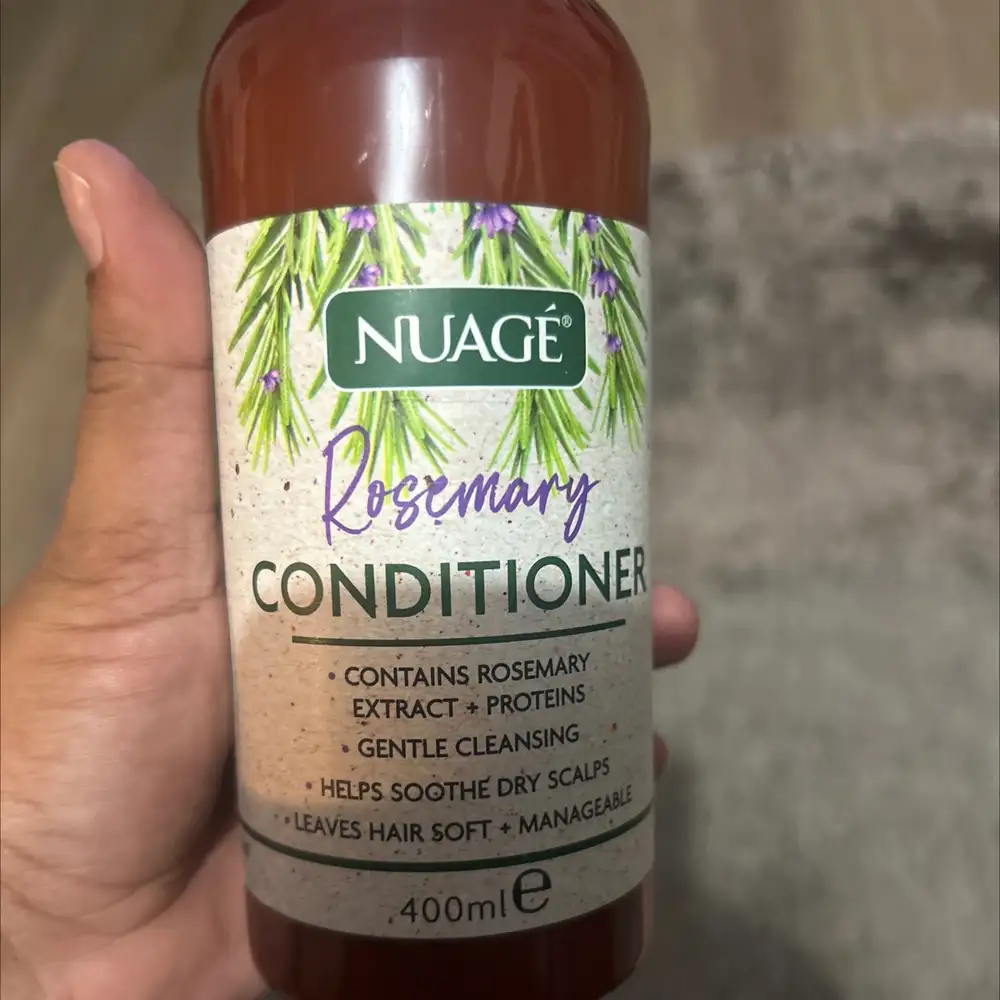 NUAGÉ®
Rosemary
CONDITIONER
• CONTAINS ROSEMARY
EXTRACT + PROTEINS
• GENTLE CLEANSING
• HELPS SOOTHE DRY SCALPS
• LEAVES HAIR SOFT + MANAGEABLE
400ml e